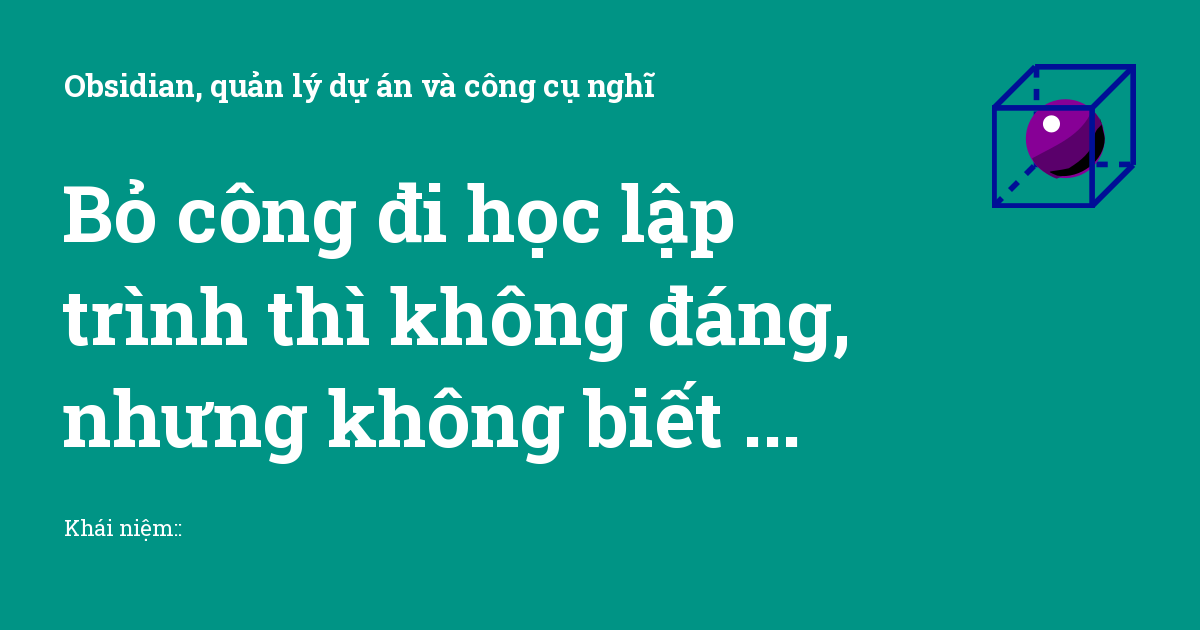 Obsidian, quản lý dự án và công cụ nghĩ
Bỏ công đi học lập
trình thì không đáng,
nhưng không biết ...
Khái niệm::